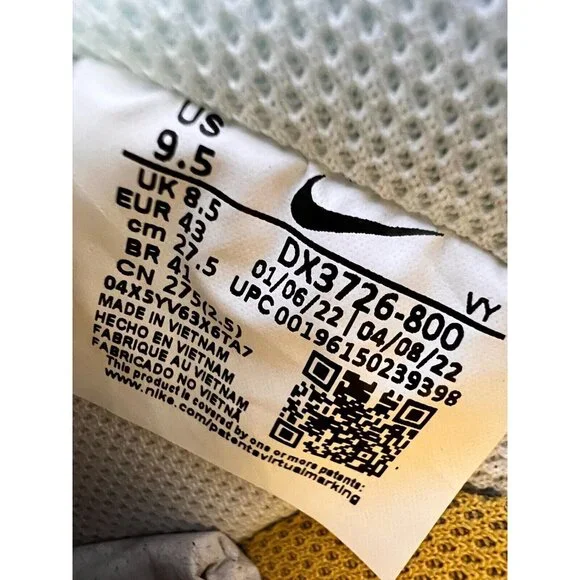 US
9.5
UK 8.5
EUR 43
cm 27.5
BR 41
CN 275(2.5)
04X5YV63X6TA7
MADE IN VIETNAM
HECHO EN VIETNAM
FABRIQUE AU VIETNAM
FABRICADO NO VIETNA
This product is covered by one or more patents:
www.nike.com/patentsvirtualmarking
DX3726-800
VY
01/06/22 | 04/08/22
UPC 00196150239398